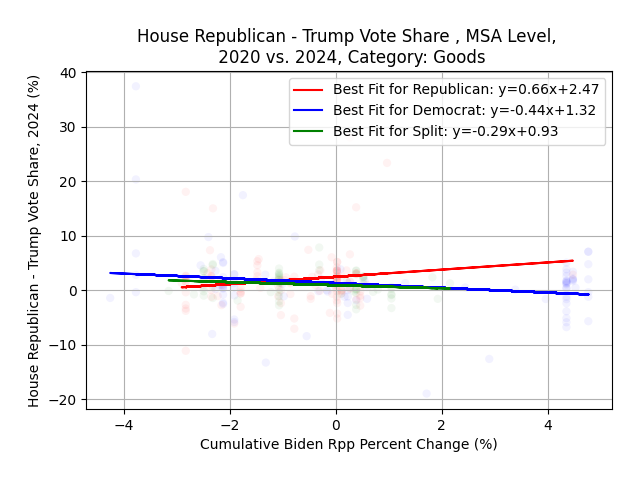 House Republican - Trump Vote Share , MSA Level,
2020 vs. 2024, Category: Goods
Best Fit for Republican: y=0.66x+2.47
Best Fit for Democrat: y=-0.44x+1.32
Best Fit for Split: y=-0.29x+0.93
House Republican - Trump Vote Share, 2024 (%)
40
30
20
10
0
−10
−20
−4
−2
0
2
4
Cumulative Biden Rpp Percent Change (%)